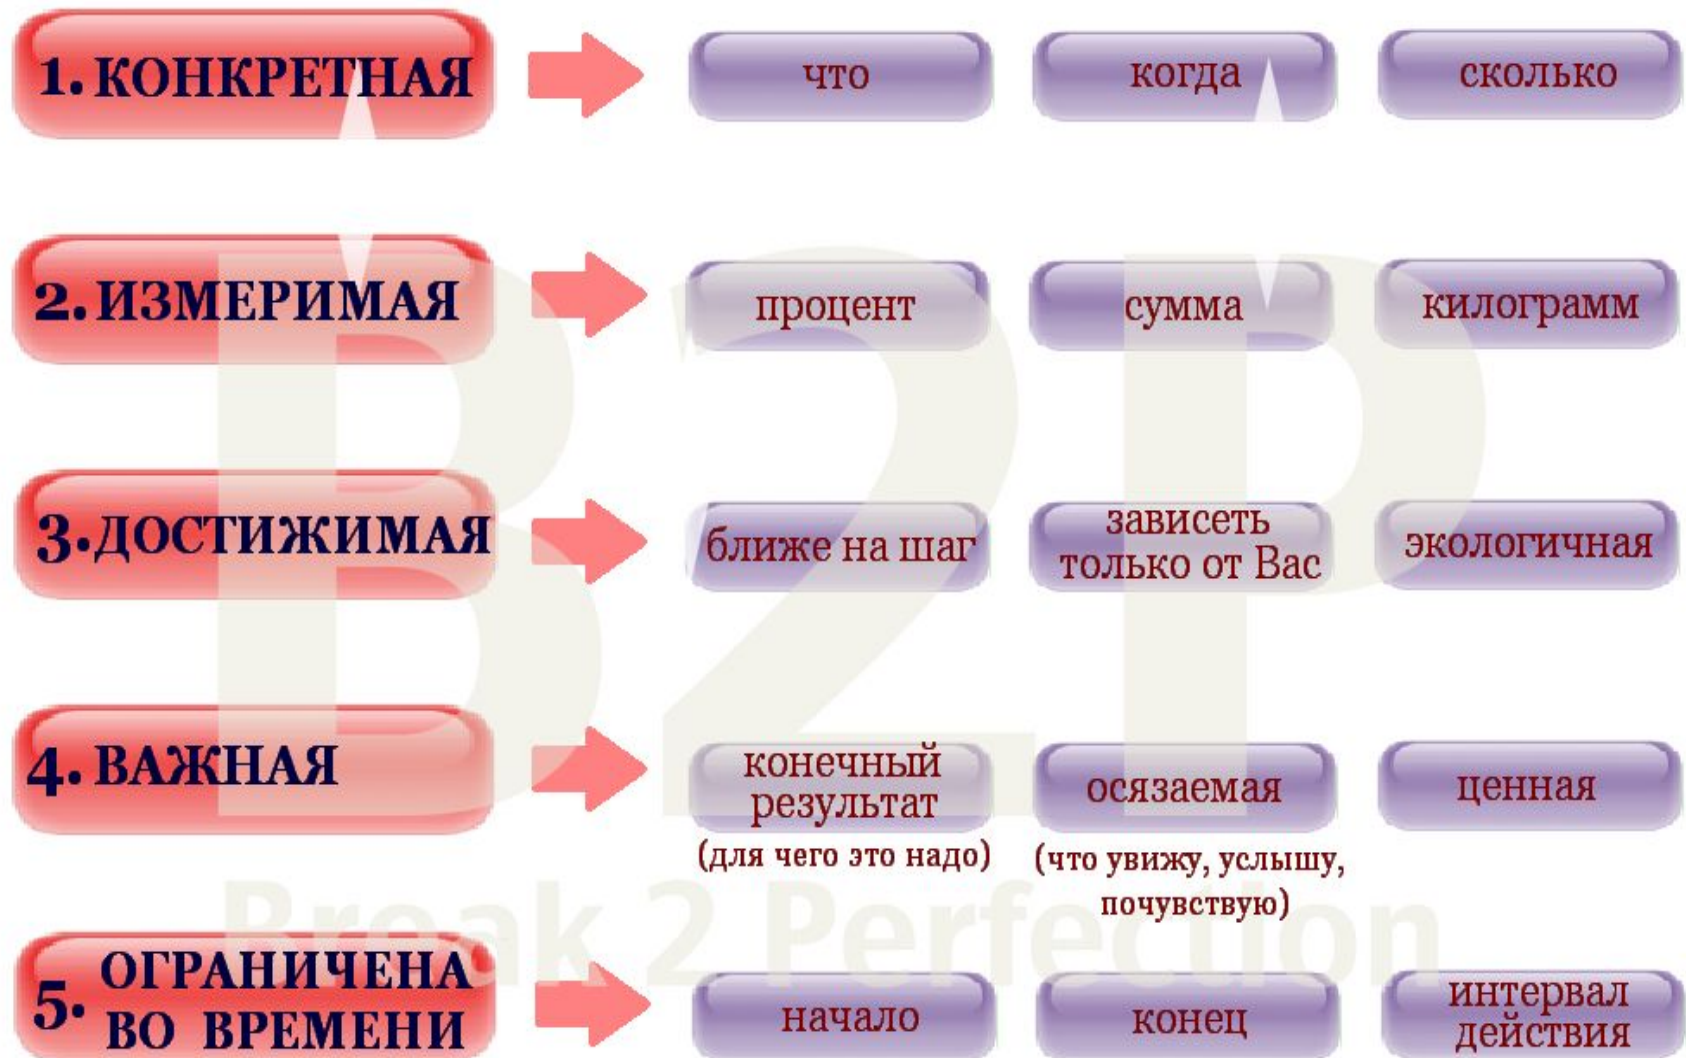 1. КОНКРЕТНАЯ
что
когда
сколько
2. ИЗМЕРИМАЯ
процент
сумма
килограмм
3. ДОСТИЖИМАЯ
ближе на шаг
зависеть
только от Вас
экологичная
4. ВАЖНАЯ
конечный
результат
(для чего это надо)
осязаемая
(что увижу, услышу,
почувствую)
ценная
5. ОГРАНИЧЕНА
ВО ВРЕМЕНИ
начало
конец
интервал
действия
B2P
Break 2 Perfection